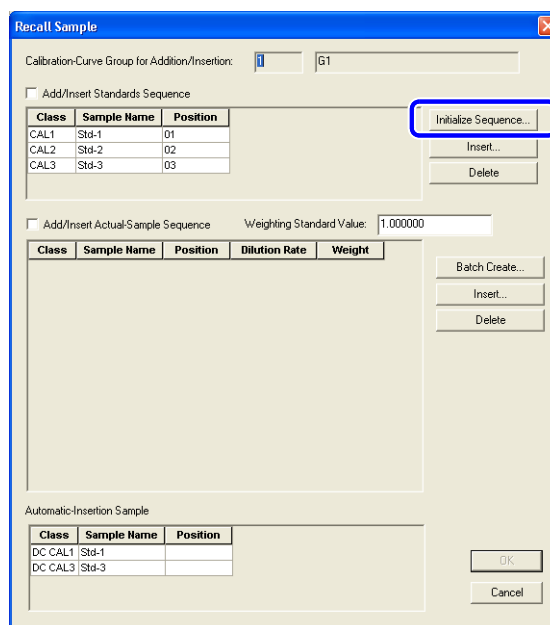 Recall Sample
Calibration-Curve Group for Addition/Insertion: 1 G1
Add/Insert Standards Sequence
Class Sample Name Position
CAL1 Std-1 01
CAL2 Std-2 02
CAL3 Std-3 03
Initialize Sequence...
Insert...
Delete
Add/Insert Actual-Sample Sequence Weighting Standard Value: 1.000000
Class Sample Name Position Dilution Rate Weight
Batch Create...
Insert...
Delete
Automatic-Insertion Sample
Class Sample Name Position
DC CAL1 Std-1
DC CAL3 Std-3
OK
Cancel